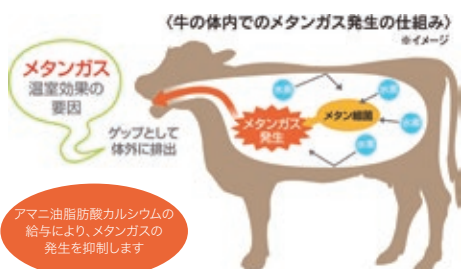 〈牛の体内でのメタンガス発生の仕組み〉
※イメージ
メタンガス
温室効果の
要因
ゲップとして
体外に排出
メタンガス
発生
メタン細菌
水素
水素
水素
水素
アマニ油脂肪酸カルシウムの
給与により、メタンガスの
発生を抑制します